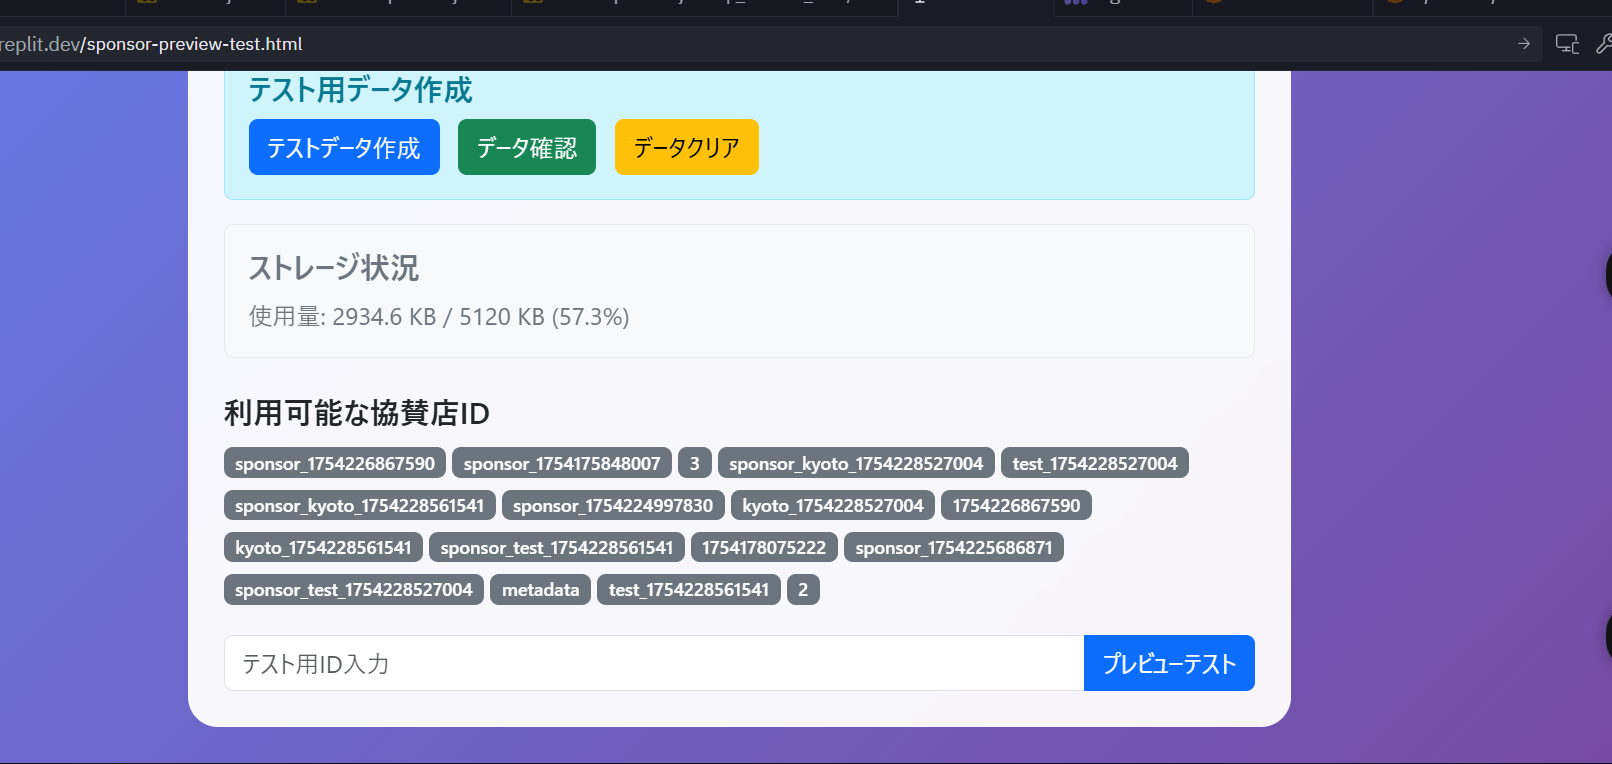 replit.dev/sponsor-preview-test.html
テスト用データ作成
テストデータ作成 データ確認 データクリア
ストレージ状況
使用量: 2934.6 KB / 5120 KB (57.3%)
利用可能な協賛店ID
sponsor_1754226867590 sponsor_1754175848007 3 sponsor_kyoto_1754228527004 test_1754228527004
sponsor_kyoto_1754228561541 sponsor_1754224997830 kyoto_1754228527004 1754226867590
kyoto_1754228561541 sponsor_test_1754228561541 1754178075222 sponsor_1754225686871
sponsor_test_1754228527004 metadata test_1754228561541 2
テスト用ID入力 プレビューテスト